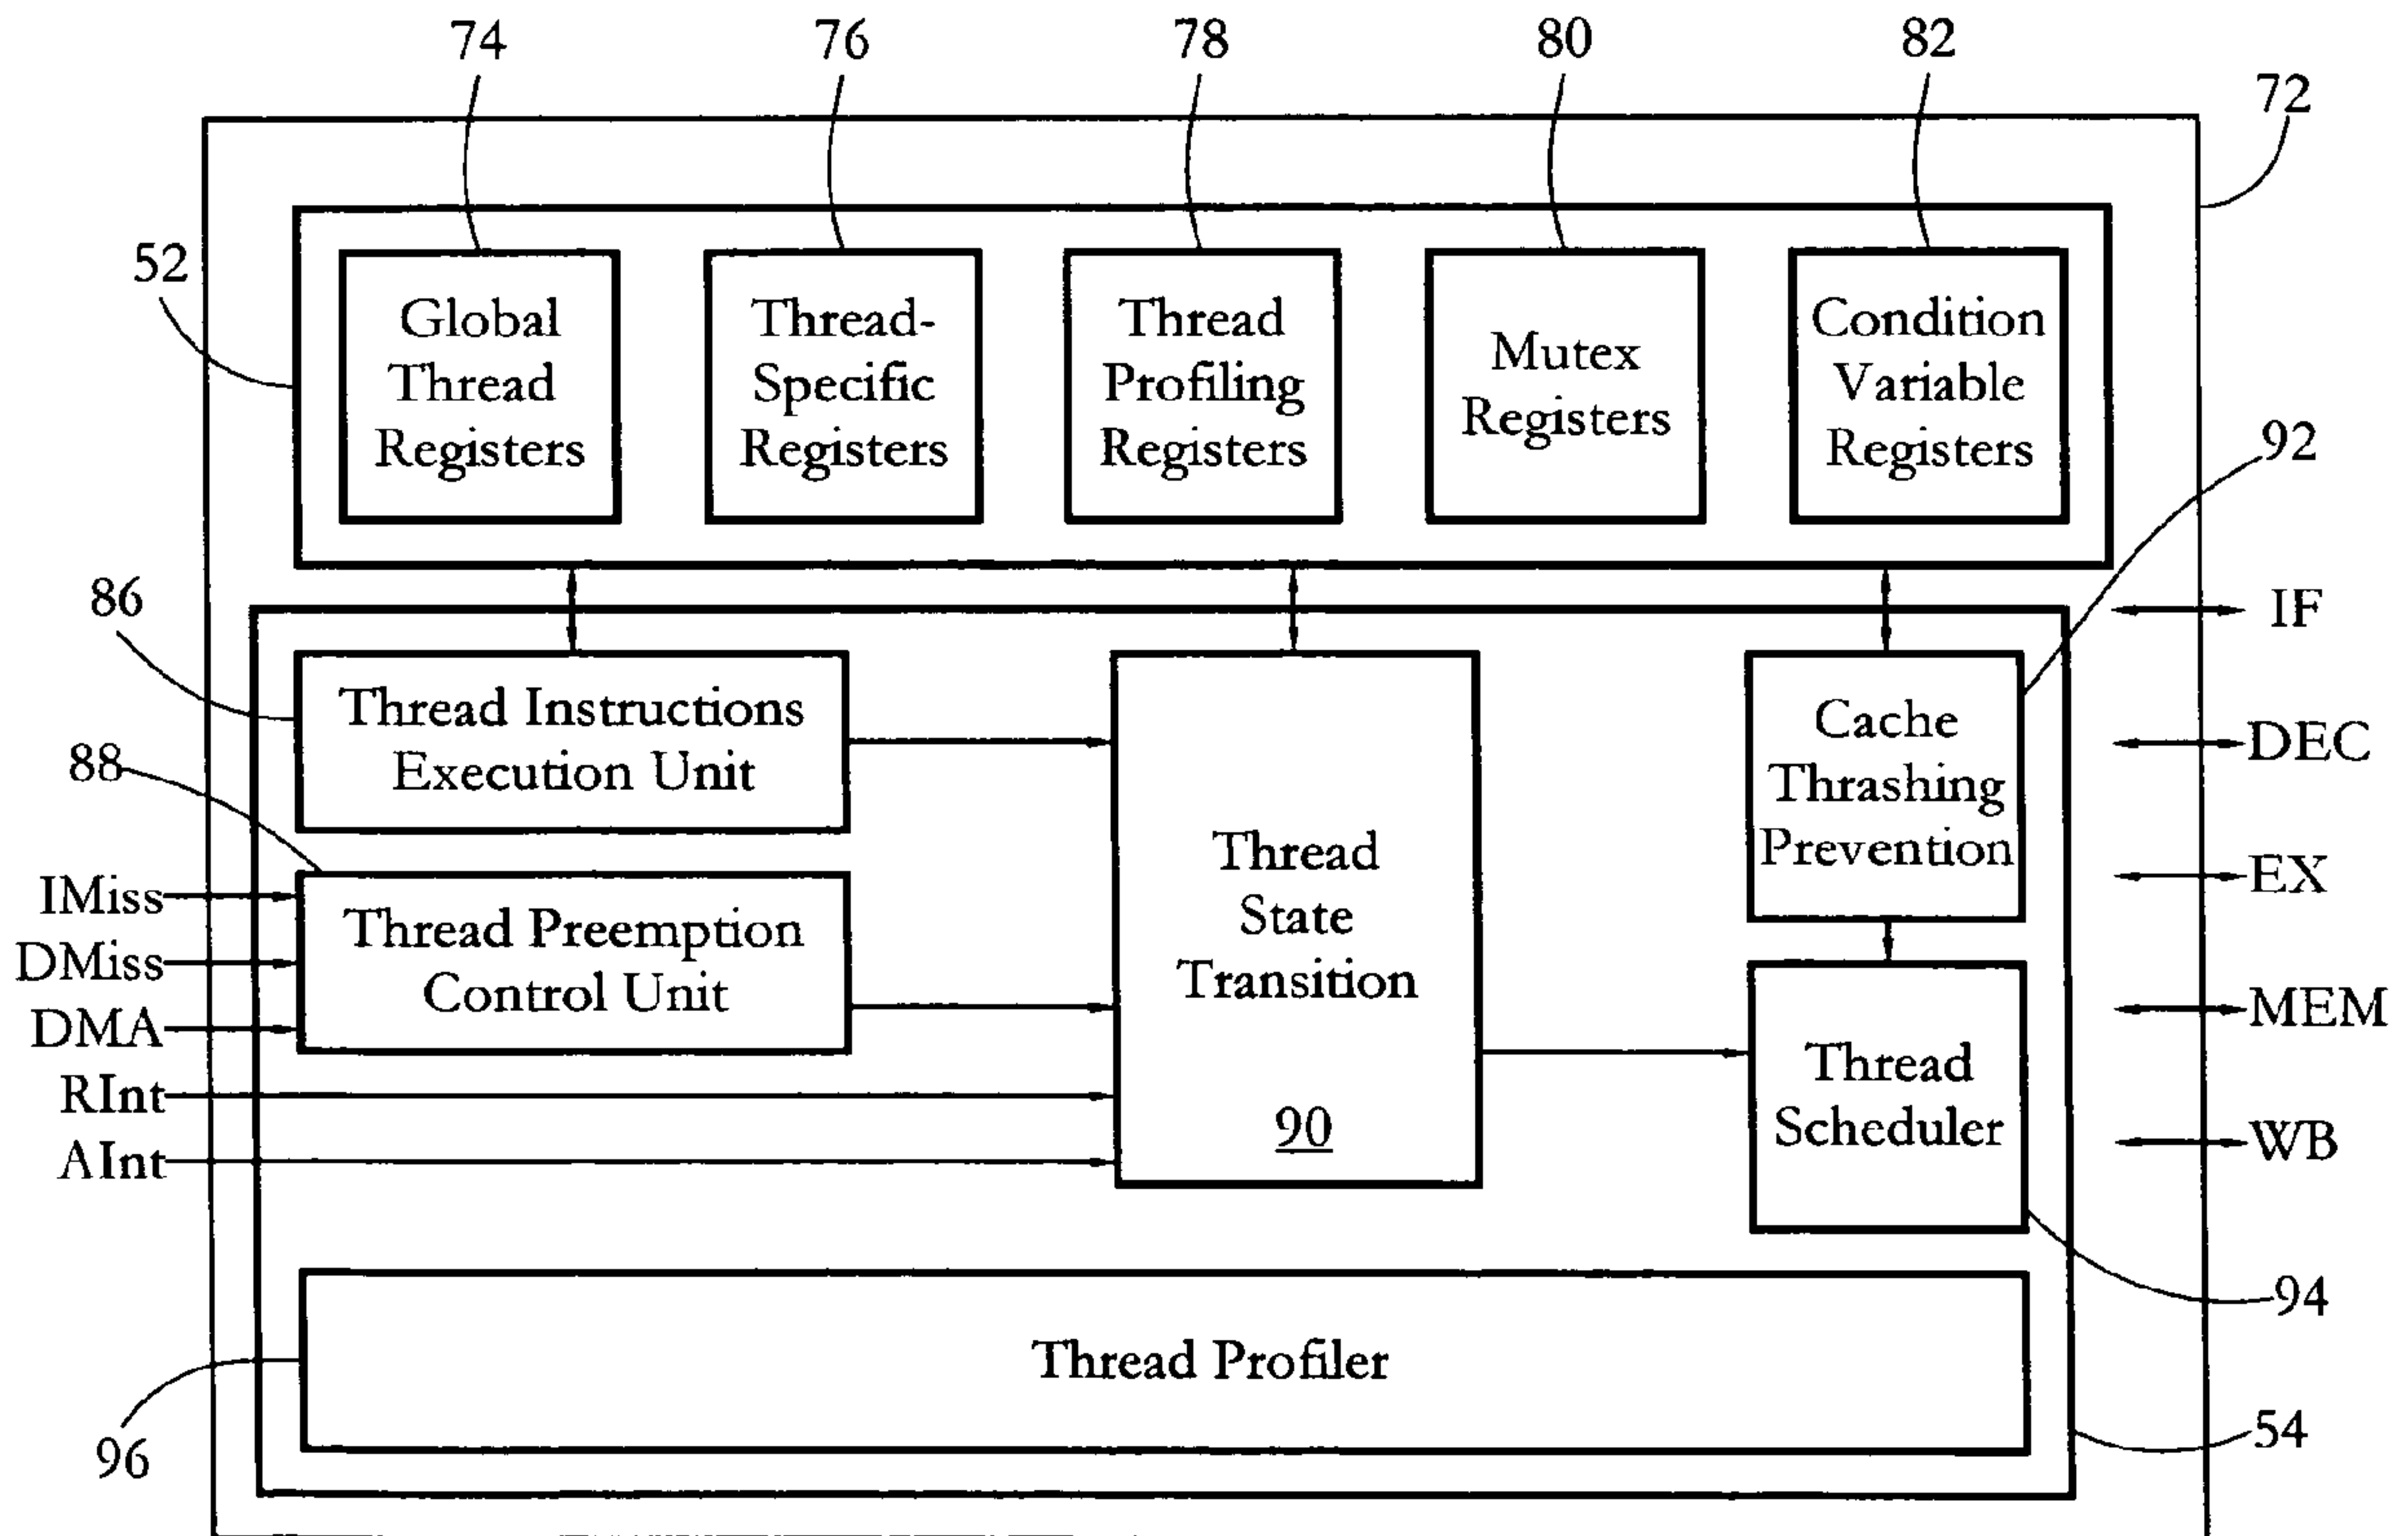 74
76
78
80
82
72
52
Global
Thread
Registers
Thread-
Specific
Registers
Thread
Profiling
Registers
Mutex
Registers
Condition
Variable
Registers
92
86
IF
Thread Instructions
Execution Unit
88
DEC
Cache
Thrashing
Prevention
Thread
State
Transition
90
EX
IMiss
DMiss
DMA
RInt
AInt
Thread Preemption
Control Unit
MEM
Thread
Scheduler
WB
94
Thread Profiler
96
54